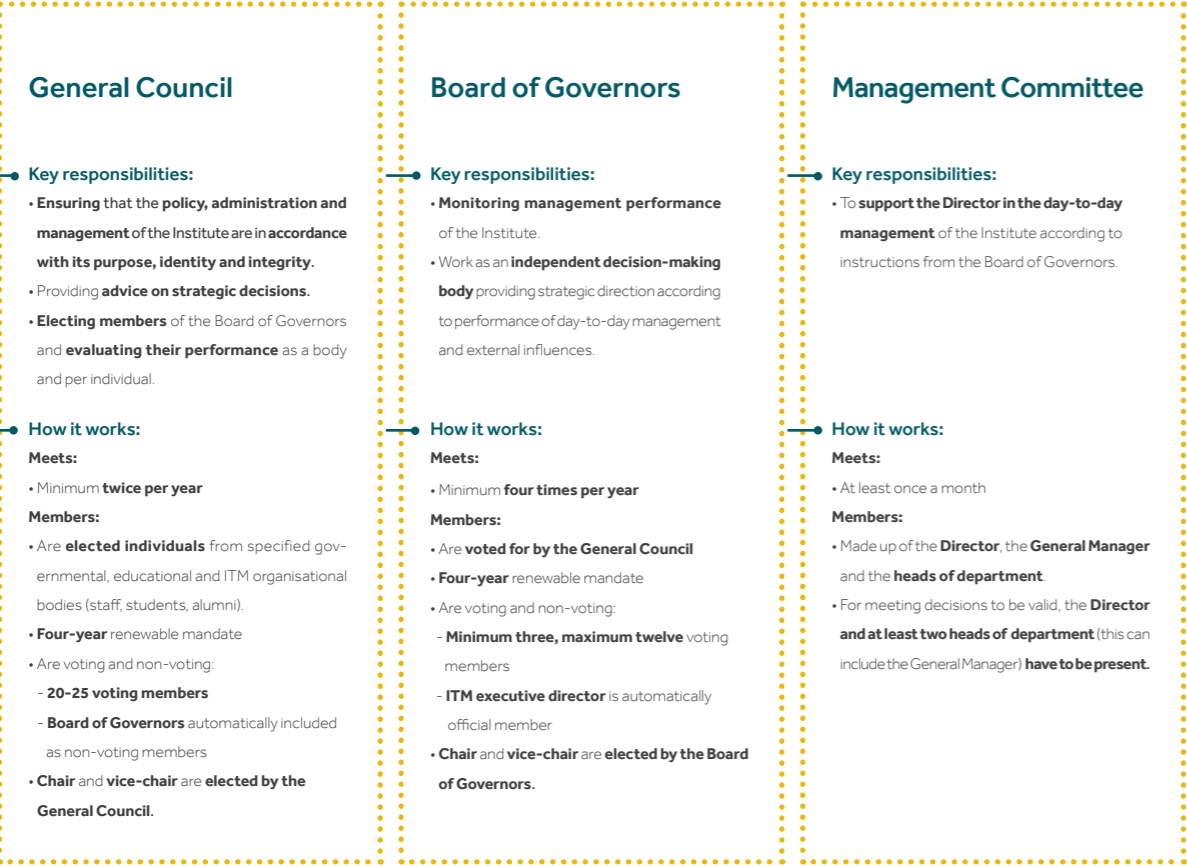 General Council
Key responsibilities:
• Ensuring that the policy, administration and
management of the Institute are in accordance
with its purpose, identity and integrity.
• Providing advice on strategic decisions.
• Electing members of the Board of Governors
and evaluating their performance as a body
and per individual.
How it works:
Meets:
• Minimum twice per year
Members:
• Are elected individuals from specified gov-
ernmental, educational and ITM organisational
bodies (staff, students, alumni).
• Four-year renewable mandate
• Are voting and non-voting:
- 20-25 voting members
- Board of Governors automatically included
as non-voting members
• Chair and vice-chair are elected by the
General Council.
Board of Governors
Key responsibilities:
• Monitoring management performance
of the Institute.
• Work as an independent decision-making
body providing strategic direction according
to performance of day-to-day management
and external influences.
How it works:
Meets:
• Minimum four times per year
Members:
• Are voted for by the General Council
• Four-year renewable mandate
• Are voting and non-voting:
- Minimum three, maximum twelve voting
members
- ITM executive director is automatically
official member
• Chair and vice-chair are elected by the Board
of Governors.
Management Committee
Key responsibilities:
• To support the Director in the day-to-day
management of the Institute according to
instructions from the Board of Governors.
How it works:
Meets:
• At least once a month
Members:
• Made up of the Director, the General Manager
and the heads of department.
• For meeting decisions to be valid, the Director
and at least two heads of department (this can
include the General Manager) have to be present.